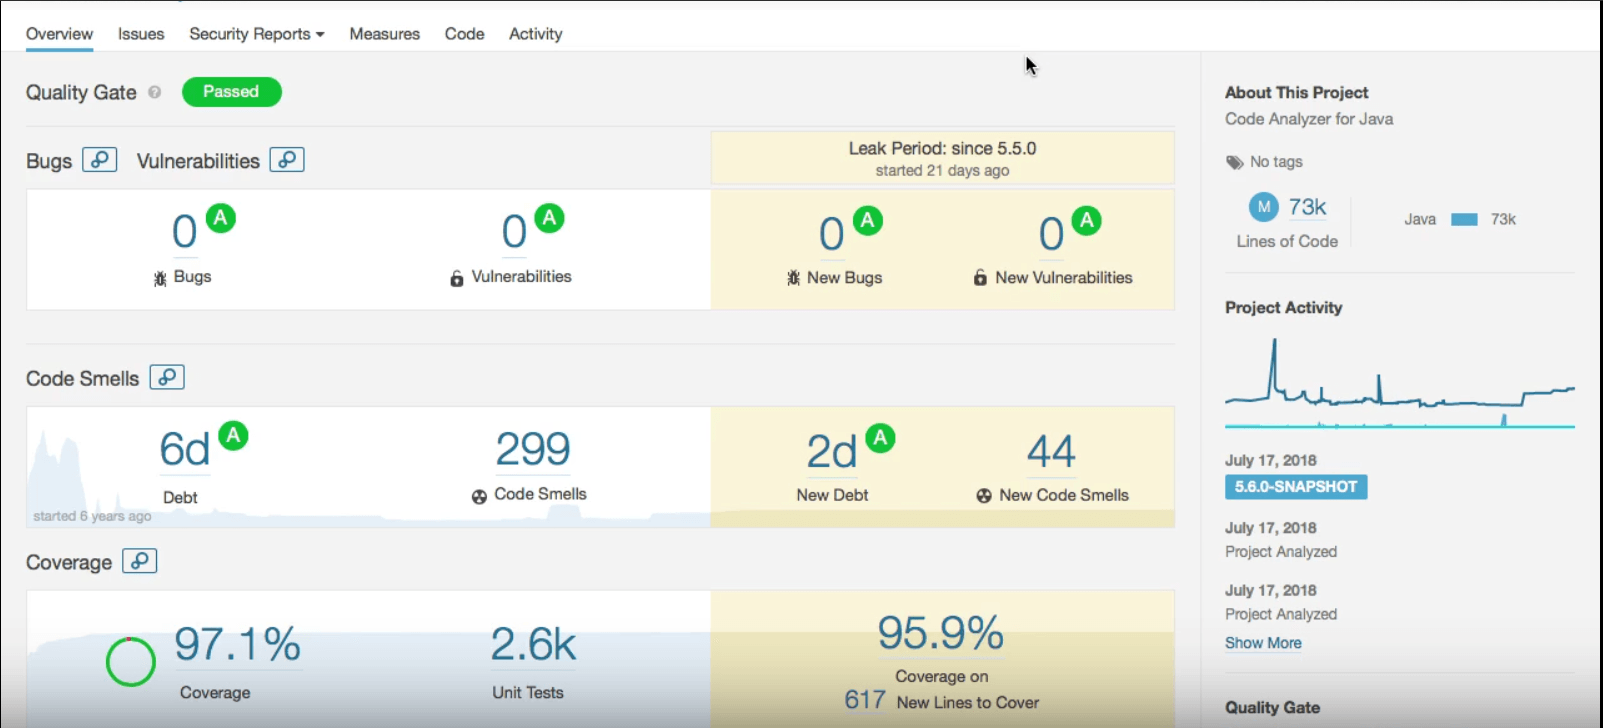 Overview Issues Security Reports Measures Code Activity
Quality Gate ? Passed
Bugs Vulnerabilities
Leak Period: since 5.5.0
started 21 days ago
0 A 0 A 0 A 0 A
Bugs Vulnerabilities New Bugs New Vulnerabilities
Code Smells
6d A 299 2d A 44
Debt Code Smells New Debt New Code Smells
started 6 years ago
Coverage
97.1% 2.6k 95.9%
Coverage Unit Tests Coverage on
617 New Lines to Cover
About This Project
Code Analyzer for Java
No tags
M 73k Java 73k
Lines of Code
Project Activity
July 17, 2018
5.6.0-SNAPSHOT
July 17, 2018
Project Analyzed
July 17, 2018
Project Analyzed
Show More
Quality Gate